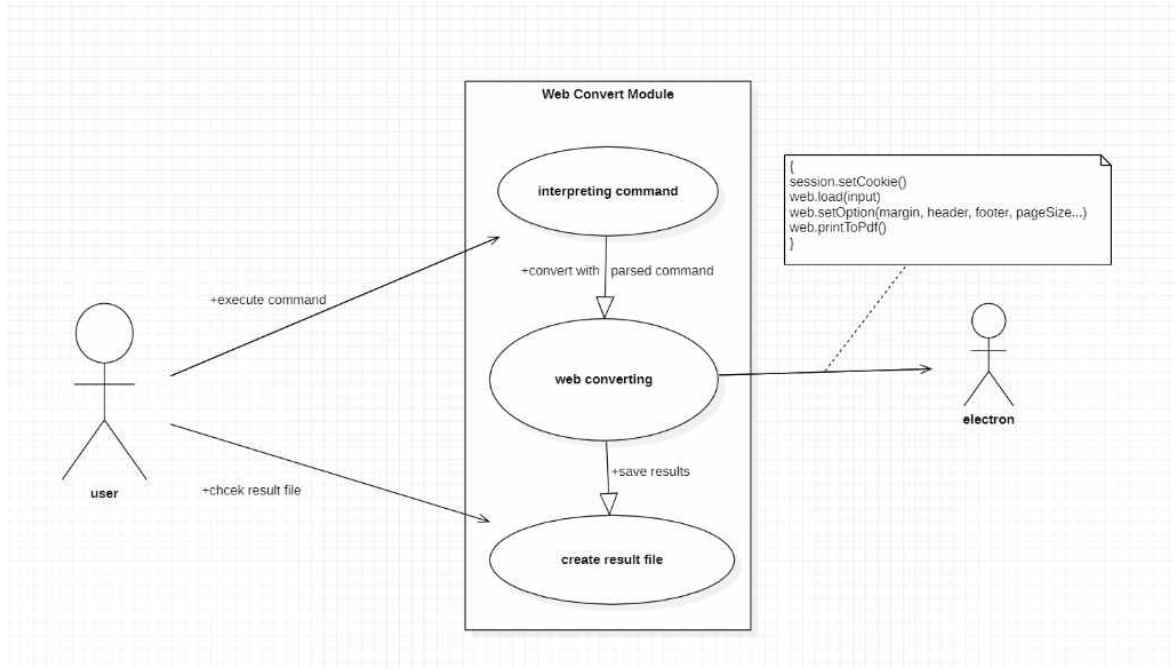 Web Convert Module
interpreting command
{
session.setCookie()
web.load(input)
web.setOption(margin, header, footer, pageSize...)
web.printToPdf()
}
+convert with parsed command
+execute command
web converting
electron
+save results
+chcek result file
user
create result file